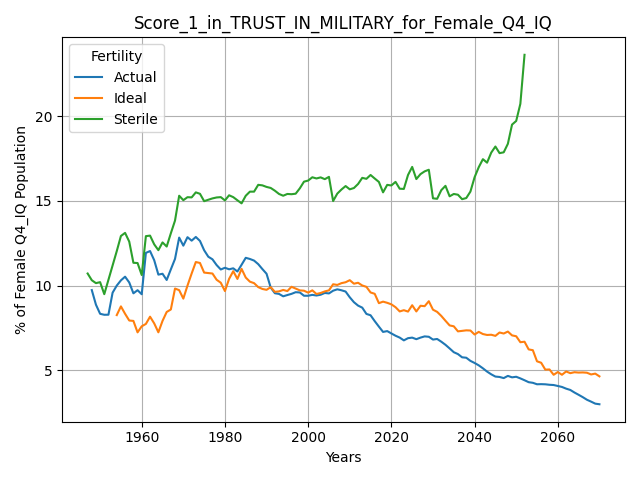 Score_1_in_TRUST_IN_MILITARY_for_Female_Q4_IQ
Fertility
Actual
Ideal
Sterile
% of Female Q4_IQ Population
20
15
10
5
1960 1980 2000 2020 2040 2060
Years